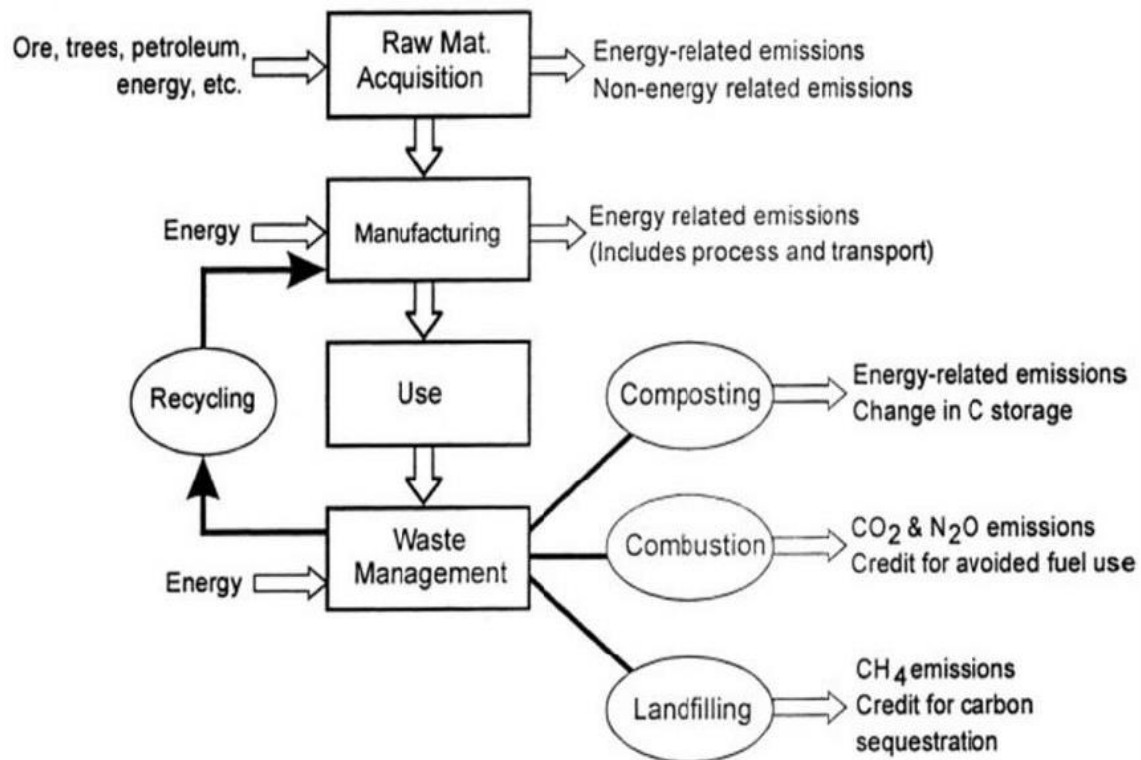 Ore, trees, petroleum,
energy, etc.
Raw Mat.
Acquisition
Energy-related emissions
Non-energy related emissions
Energy
Manufacturing
Energy related emissions
(Includes process and transport)
Recycling
Use
Composting
Energy-related emissions
Change in C storage
Waste
Management
Energy
Combustion
CO2 & N2O emissions
Credit for avoided fuel use
Landfilling
CH4 emissions
Credit for carbon
sequestration